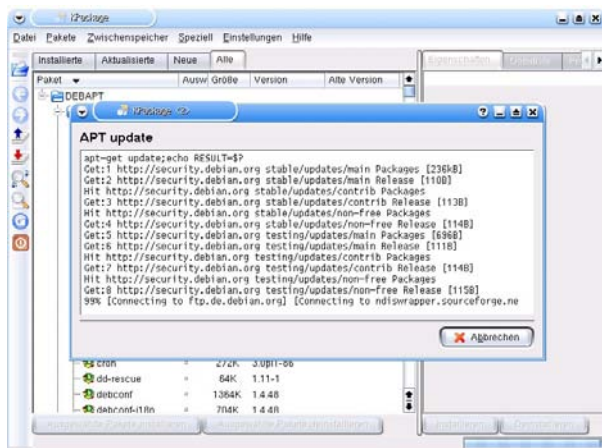 KPackage
Datei Pakete Zwischenspeicher Speziell Einstellungen Hilfe
Installierte Aktualisierte Neue Alle
Eigenschaften
Paket Ausw Größe Version Alte Version
DEBAPT
KPackage <2>
APT update
apt-get update;echo RESULT=$?
Get:1 http://security.debian.org stable/updates/main Packages [236kB]
Get:2 http://security.debian.org stable/updates/main Release [110B]
Hit http://security.debian.org stable/updates/contrib Packages
Get:3 http://security.debian.org stable/updates/contrib Release [113B]
Hit http://security.debian.org stable/updates/non-free Packages
Get:4 http://security.debian.org stable/updates/non-free Release [114B]
Get:5 http://security.debian.org testing/updates/main Packages [696B]
Get:6 http://security.debian.org testing/updates/main Release [111B]
Hit http://security.debian.org testing/updates/contrib Packages
Get:7 http://security.debian.org testing/updates/contrib Release [114B]
Hit http://security.debian.org testing/updates/non-free Packages
Get:8 http://security.debian.org testing/updates/non-free Release [115B]
99% [Connecting to ftp.de.debian.org] [Connecting to ndiswrapper.sourceforge.ne
Abbrechen
cron 272K 3.0pl1-86
dd-rescue 64K 1.11-1
debconf 1384K 1.4.48
debconf-i18n 704K 1.4.48